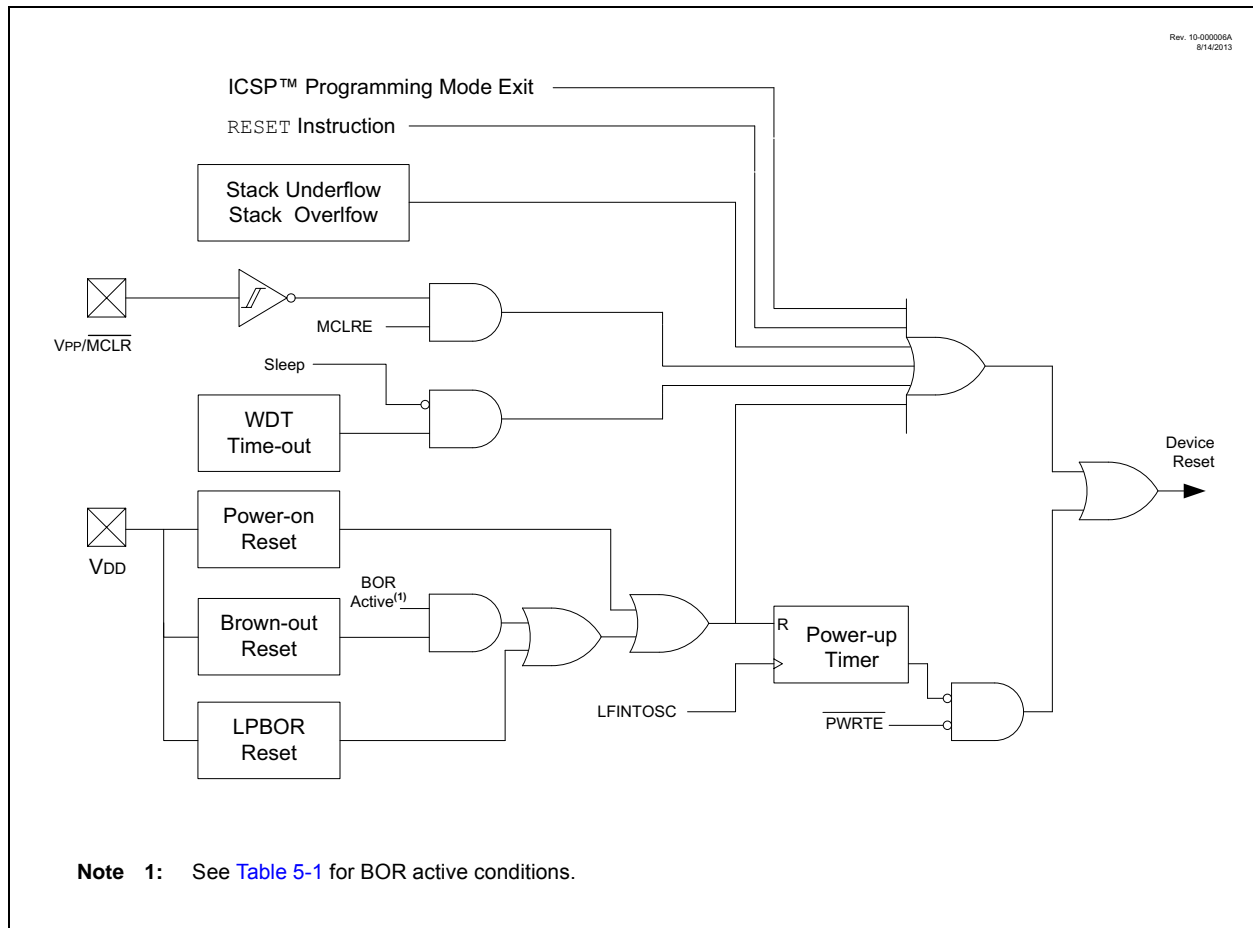 Rev. 10-000006A
8/14/2013
ICSP™ Programming Mode Exit
RESET Instruction
Stack Underflow
Stack Overlfow
VPP/MCLR
MCLRE
Sleep
WDT
Time-out
Device
Reset
VDD
Power-on
Reset
BOR
Active(1)
Brown-out
Reset
R
Power-up
Timer
LFINTOSC
PWRTE
LPBOR
Reset
Note 1: See Table 5-1 for BOR active conditions.